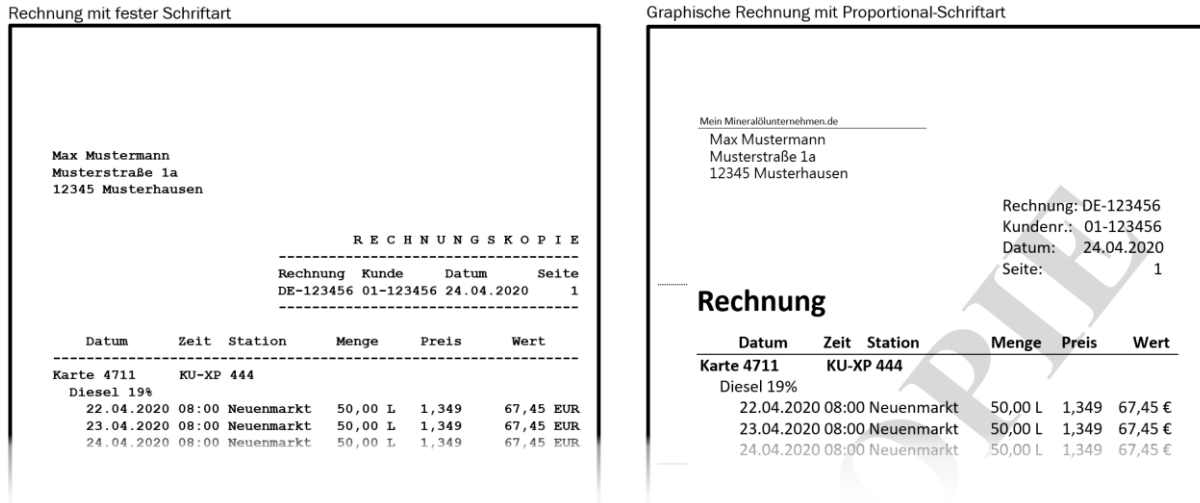 Rechnung mit fester Schriftart
Max Mustermann
Musterstraße 1a
12345 Musterhausen
R E C H N U N G S K O P I E
Rechnung Kunde Datum Seite
DE-123456 01-123456 24.04.2020 1
Datum Zeit Station Menge Preis Wert
Karte 4711 KU-XP 444
Diesel 19%
22.04.2020 08:00 Neuenmarkt 50,00 L 1,349 67,45 EUR
23.04.2020 08:00 Neuenmarkt 50,00 L 1,349 67,45 EUR
24.04.2020 08:00 Neuenmarkt 50,00 L 1,349 67,45 EUR
Graphische Rechnung mit Proportional-Schriftart
Mein Mineralölunternehmen.de
Max Mustermann
Musterstraße 1a
12345 Musterhausen
Rechnung: DE-123456
Kundenr.: 01-123456
Datum: 24.04.2020
Seite: 1
Rechnung
Datum Zeit Station Menge Preis Wert
Karte 4711 KU-XP 444
Diesel 19%
22.04.2020 08:00 Neuenmarkt 50,00 L 1,349 67,45 €
23.04.2020 08:00 Neuenmarkt 50,00 L 1,349 67,45 €
24.04.2020 08:00 Neuenmarkt 50,00 L 1,349 67,45 €
OPIE